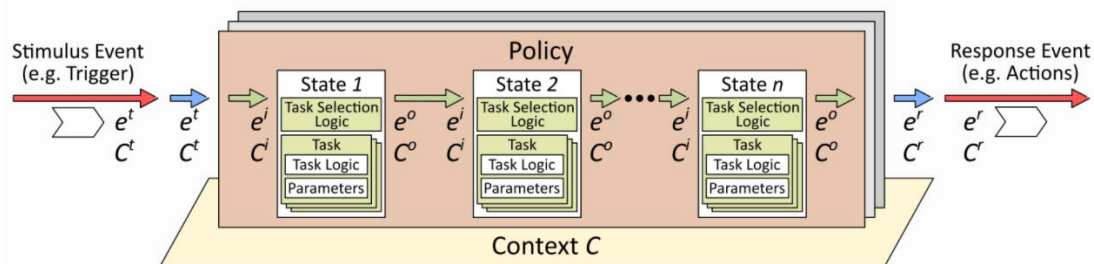 Policy
Stimulus Event
(e.g. Trigger)
e^t
C^t
e^t
C^t
e^i
C^i
State 1
Task Selection
Logic
Task
Task Logic
Parameters
e^o
C^o
e^i
C^i
State 2
Task Selection
Logic
Task
Task Logic
Parameters
e^o
C^o
•••
e^i
C^i
State n
Task Selection
Logic
Task
Task Logic
Parameters
e^o
C^o
e^r
C^r
Response Event
(e.g. Actions)
e^r
C^r
Context C